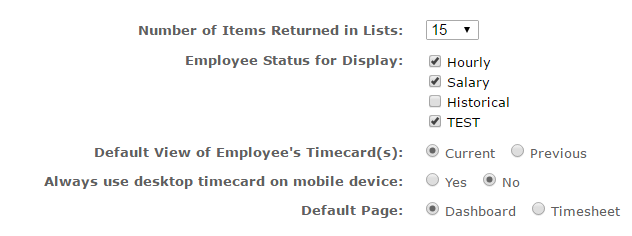 Number of Items Returned in Lists: 15
Employee Status for Display: Hourly
Salary
Historical
TEST
Default View of Employee's Timecard(s): Current Previous
Always use desktop timecard on mobile device: Yes No
Default Page: Dashboard Timesheet